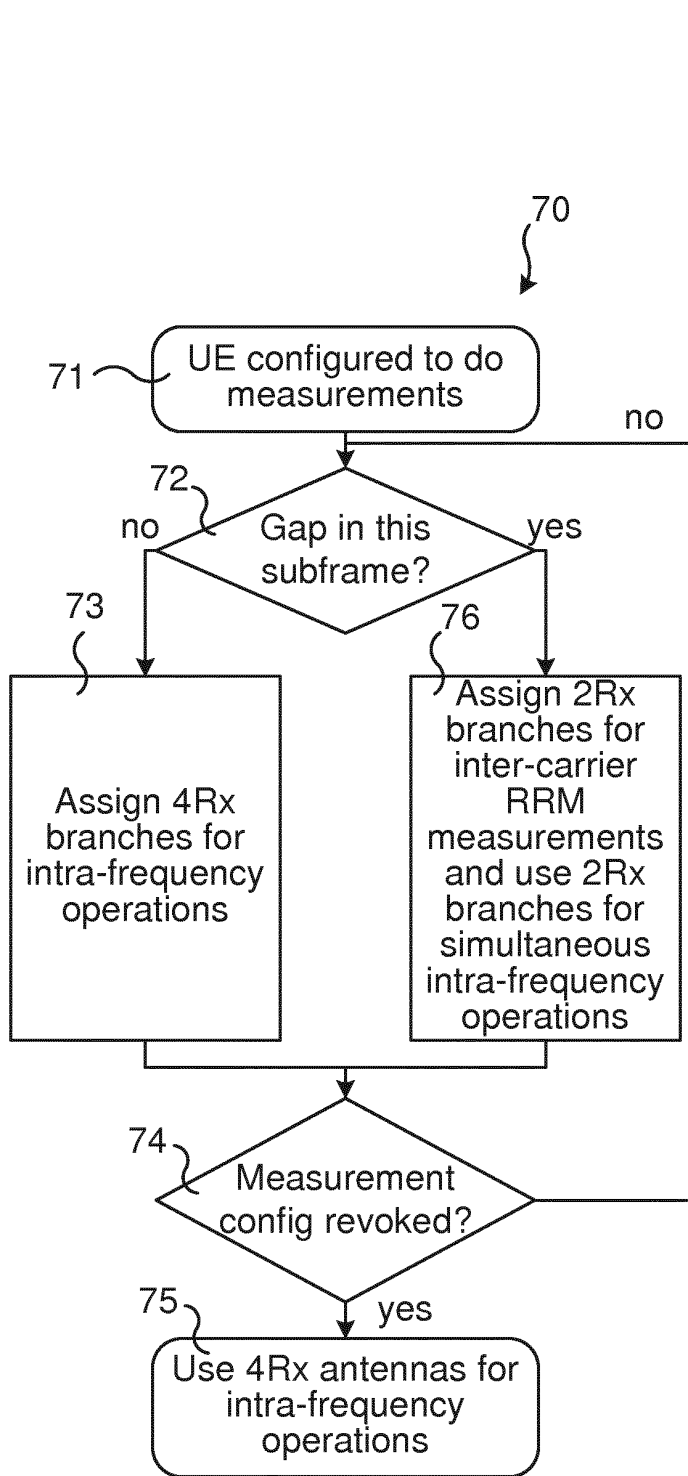 70
71
UE configured to do
measurements
no
72
no
Gap in this
subframe?
yes
73
76
Assign 4Rx
branches for
intra-frequency
operations
Assign 2Rx
branches for
inter-carrier
RRM
measurements
and use 2Rx
branches for
simultaneous
intra-frequency
operations
74
Measurement
config revoked?
75
yes
Use 4Rx antennas for
intra-frequency
operations